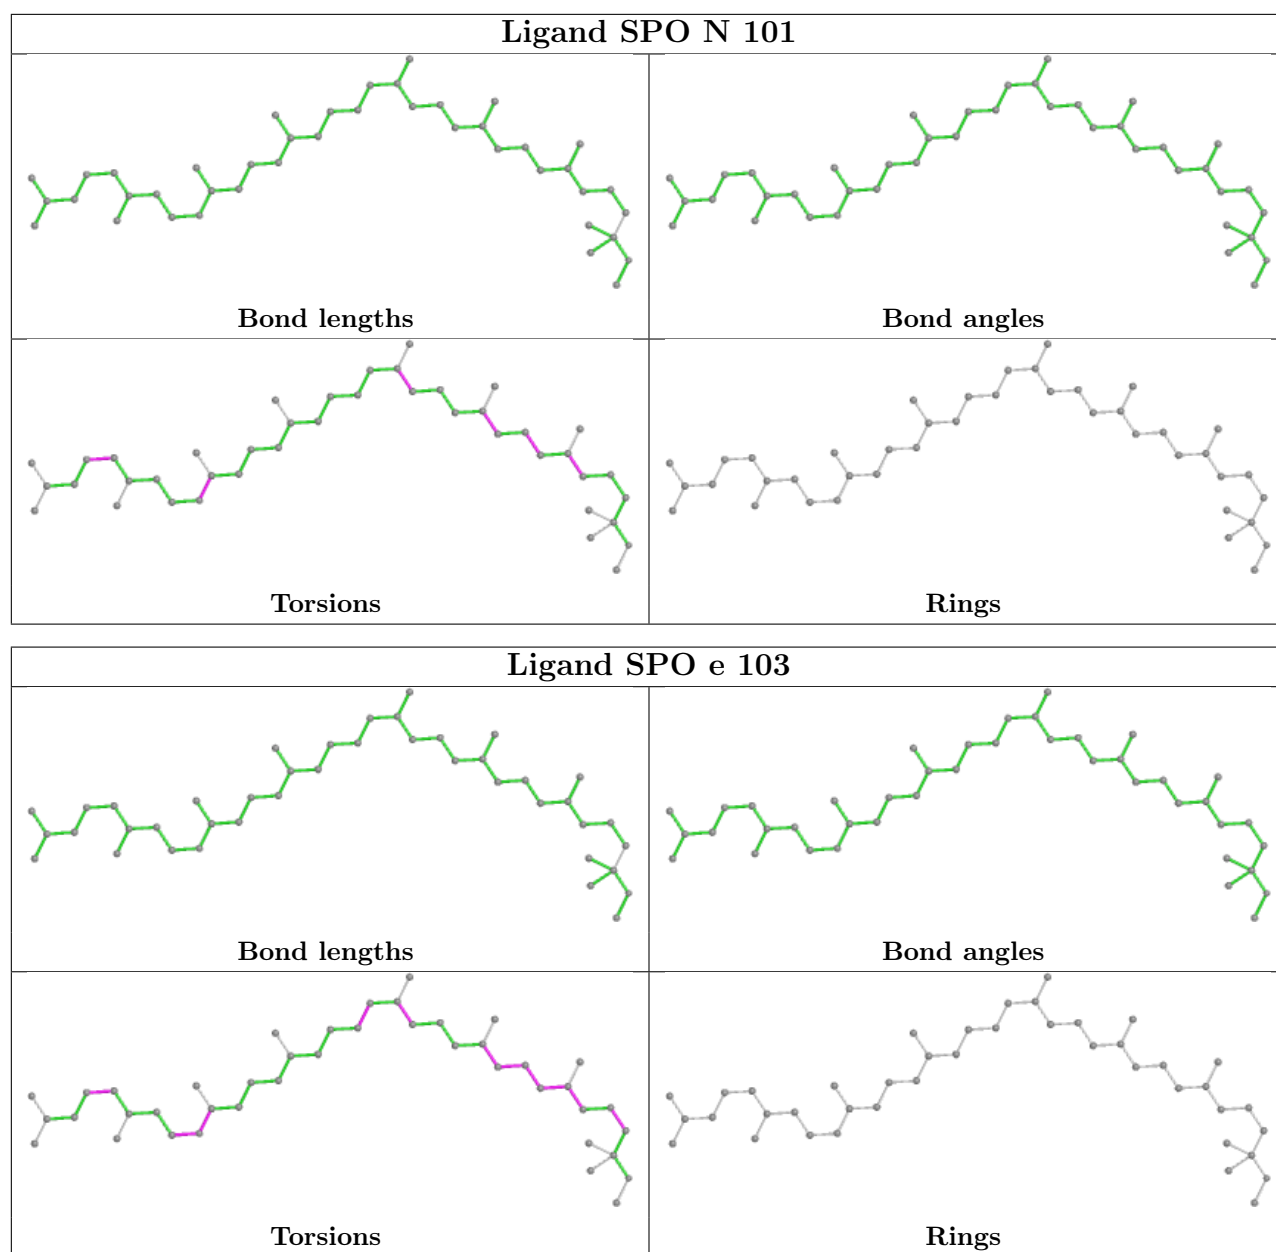 Ligand SPO N 101
Bond lengths
Bond angles
Torsions
Rings
Ligand SPO e 103
Bond lengths
Bond angles
Torsions
Rings